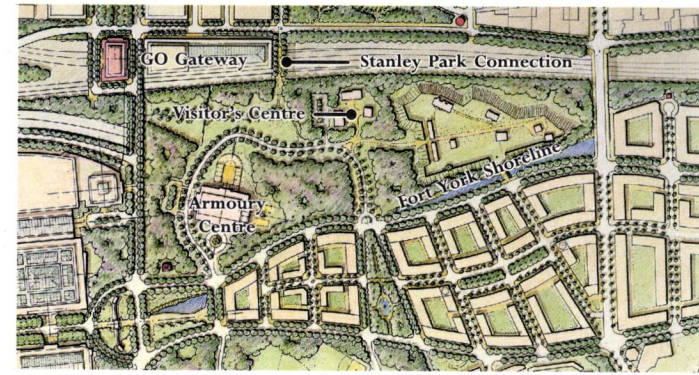 GO Gateway
Stanley Park Connection
Visitor's Centre
Fort York Shoreline
Armoury
Centre